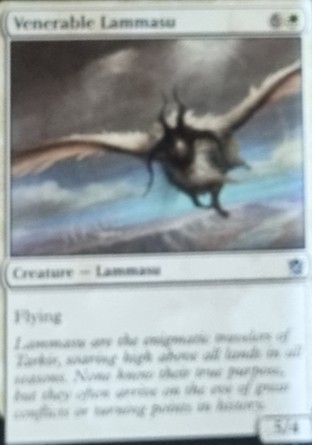 Venerable Lammasu 6
Creature — Lammasu
Flying
Lammasu are the enigmatic travelers of
Tarkir, soaring high above all lands in all
seasons. None know their true purpose,
but they often arrive on the eve of great
conflicts or turning points in history.
5/4